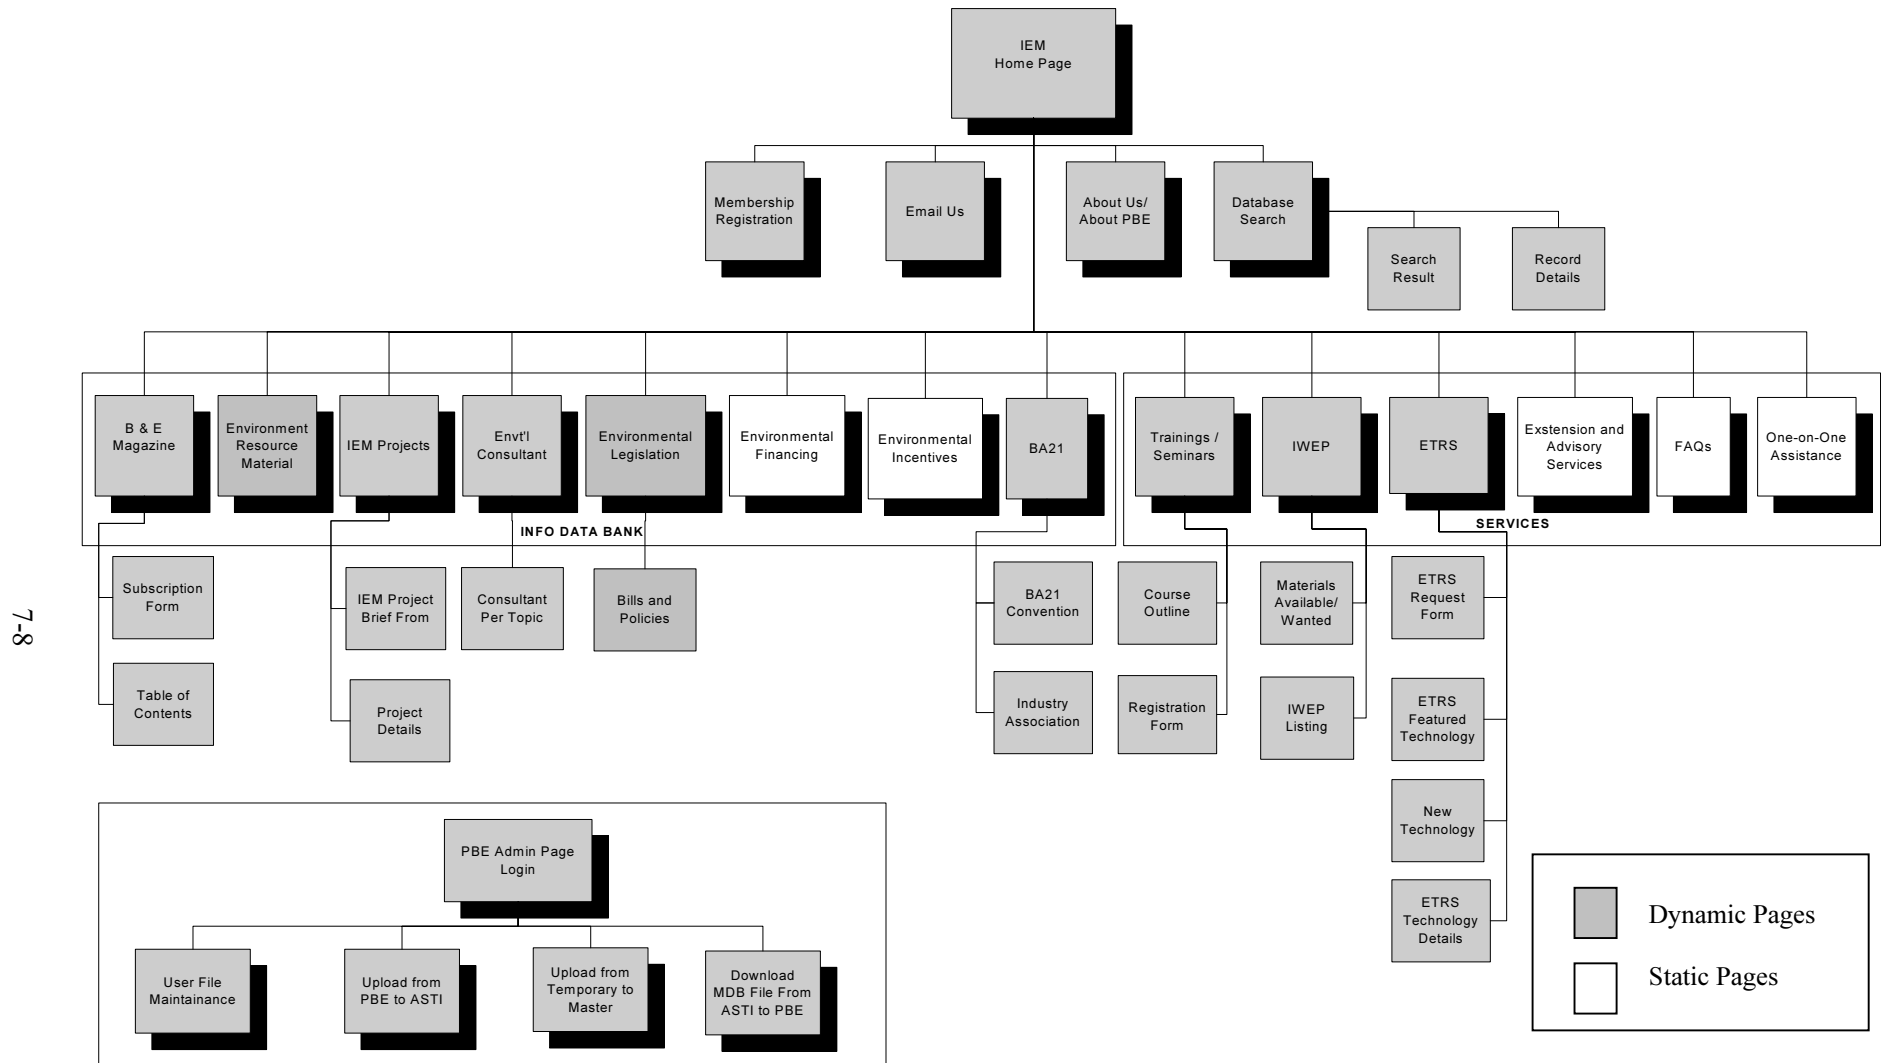 IEM
Home Page
Membership
Registration
Email Us
About Us/
About PBE
Database
Search
Search
Result
Record
Details
B & E
Magazine
Environment
Resource
Material
IEM Projects
Envt'l
Consultant
Environmental
Legislation
Environmental
Financing
Environmental
Incentives
BA21
Trainings /
Seminars
IWEP
ETRS
Exstension and
Advisory
Services
FAQs
One-on-One
Assistance
INFO DATA BANK
SERVICES
Subscription
Form
Table of
Contents
IEM Project
Brief From
Project
Details
Consultant
Per Topic
Bills and
Policies
BA21
Convention
Industry
Association
Course
Outline
Registration
Form
Materials
Available/
Wanted
IWEP
Listing
ETRS
Request
Form
ETRS
Featured
Technology
New
Technology
ETRS
Technology
Details
7-8
PBE Admin Page
Login
User File
Maintainance
Upload from
PBE to ASTI
Upload from
Temporary to
Master
Download
MDB File From
ASTI to PBE
Dynamic Pages
Static Pages